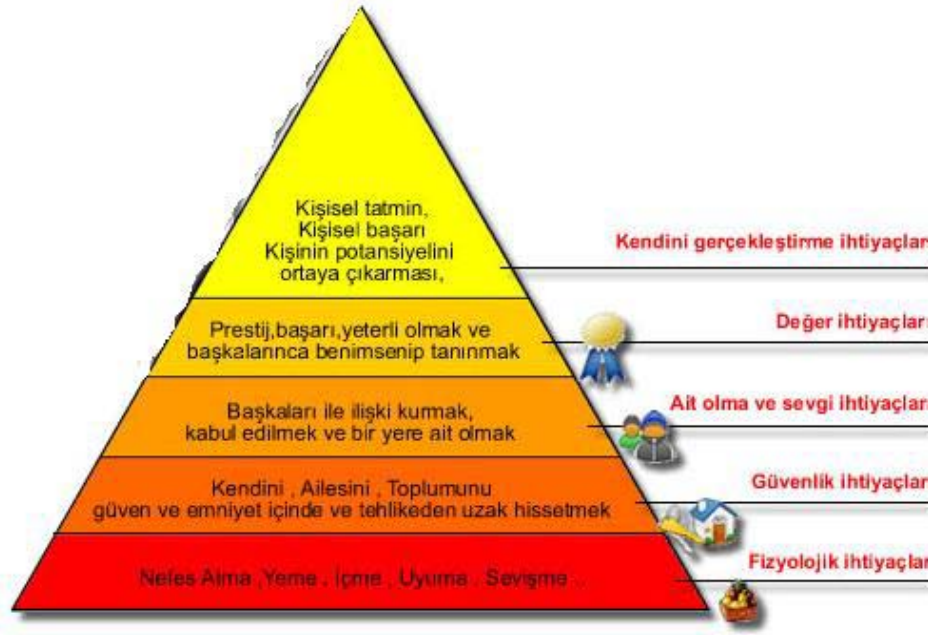 Kişisel tatmin,
Kişisel başarı
Kişinin potansiyelini
ortaya çıkarması,
Kendini gerçekleştirme ihtiyaçları
Prestij,başarı,yeterli olmak ve
başkalarınca benimsenip tanınmak
Değer ihtiyaçları
Başkaları ile ilişki kurmak,
kabul edilmek ve bir yere ait olmak
Ait olma ve sevgi ihtiyaçları
Kendini , Ailesini , Toplumunu
güven ve emniyet içinde ve tehlikeden uzak hissetmek
Güvenlik ihtiyaçları
Nefes Alma ,Yeme , İçme , Uyuma , Sevişme ..
Fizyolojik ihtiyaçlar